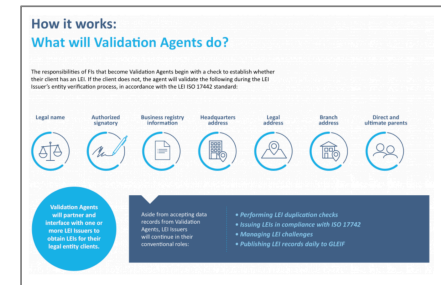 How it works:
What will Validation Agents do?
The responsibilities of FIs that become Validation Agents begin with a check to establish whether
their client has an LEI. If the client does not, the agent will validate the following during the LEI
Issuer's entity verification process, in accordance with the LEI ISO 17442 standard:
Legal name
Authorized
signatory
Business registry
information
Headquarters
address
Legal
address
Branch
address
Direct and
ultimate parents
Validation Agents
will partner and
interface with one or
more LEI Issuers to
obtain LEIs for their
legal entity clients.
Aside from accepting data
records from Validation
Agents, LEI Issuers
will continue in their
conventional roles:
• Performing LEI duplication checks
• Issuing LEIs in compliance with ISO 17442
• Managing LEI challenges
• Publishing LEI records daily to GLEIF